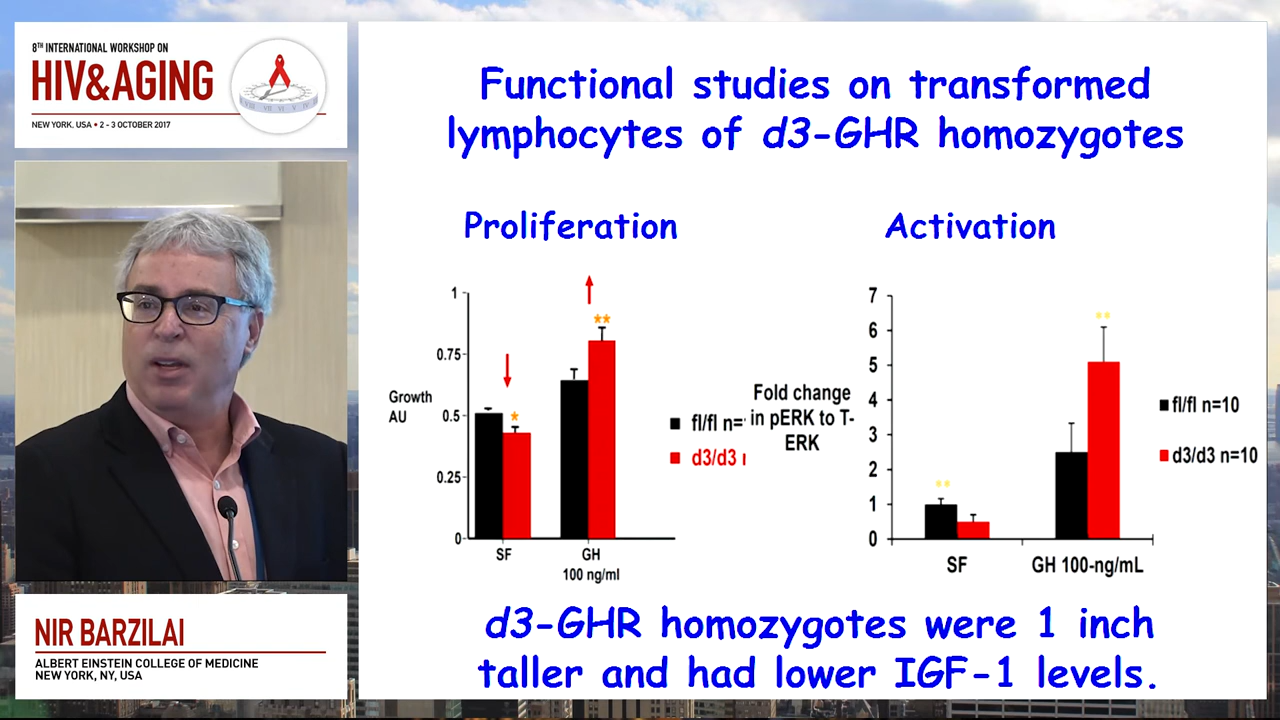 8TH INTERNATIONAL WORKSHOP ON
HIV&AGING
NEW YORK, USA • 2 - 3 OCTOBER 2017
NIR BARZILAI
ALBERT EINSTEIN COLLEGE OF MEDICINE
NEW YORK, NY, USA
Functional studies on transformed
lymphocytes of d3-GHR homozygotes
Proliferation
1
0.75
0.5
0.25
0
Growth
AU
*
**
SF
GH
100 ng/ml
fl/fl n=
d3/d3
Activation
7
6
5
4
3
2
1
0
Fold change
in pERK to T-
ERK
**
**
SF
GH 100-ng/mL
fl/fl n=10
d3/d3 n=10
d3-GHR homozygotes were 1 inch
taller and had lower IGF-1 levels.